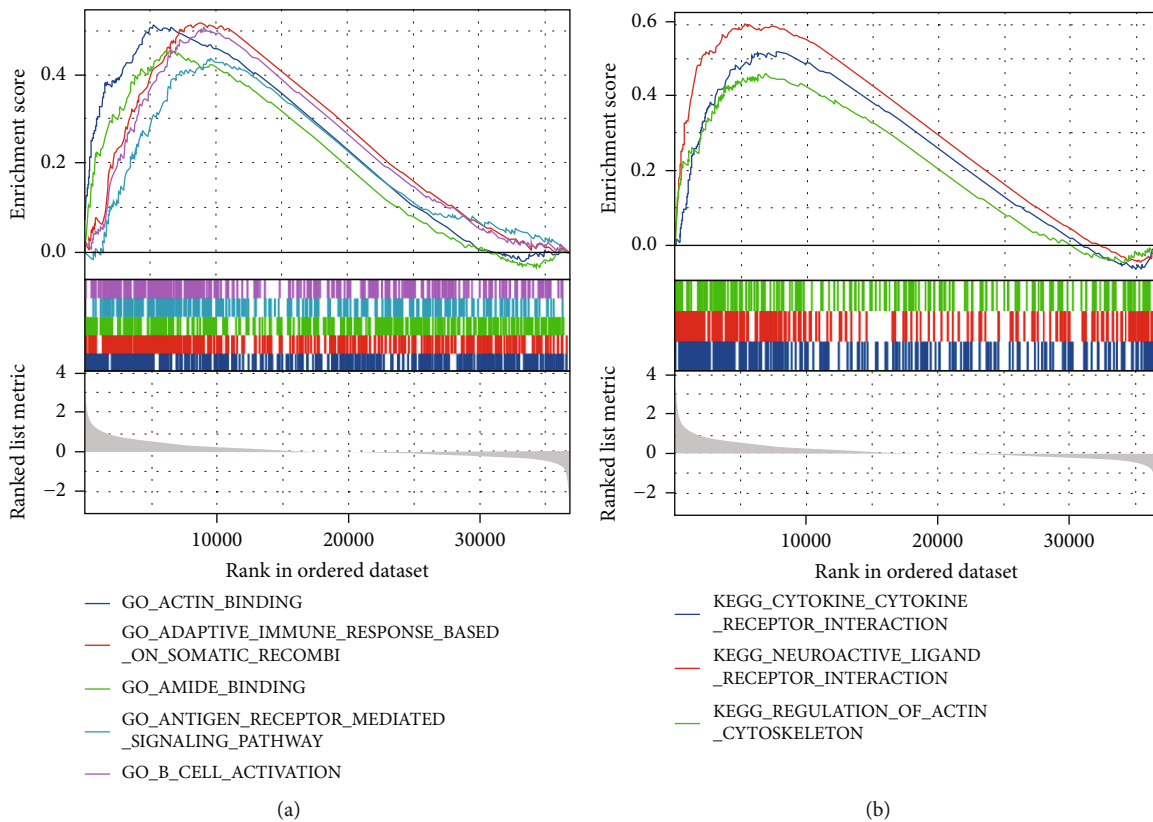 Enrichment score
0.4
0.2
0.0
Ranked list metric
4
2
0
−2
10000
20000
30000
Rank in ordered dataset
GO_ACTIN_BINDING
GO_ADAPTIVE_IMMUNE_RESPONSE_BASED
_ON_SOMATIC_RECOMBI
GO_AMIDE_BINDING
GO_ANTIGEN_RECEPTOR_MEDIATED
_SIGNALING_PATHWAY
GO_B_CELL_ACTIVATION
(a)
Enrichment score
0.6
0.4
0.2
0.0
Ranked list metric
4
2
0
−2
10000
20000
30000
Rank in ordered dataset
KEGG_CYTOKINE_CYTOKINE
_RECEPTOR_INTERACTION
KEGG_NEUROACTIVE_LIGAND
_RECEPTOR_INTERACTION
KEGG_REGULATION_OF_ACTIN
_CYTOSKELETON
(b)